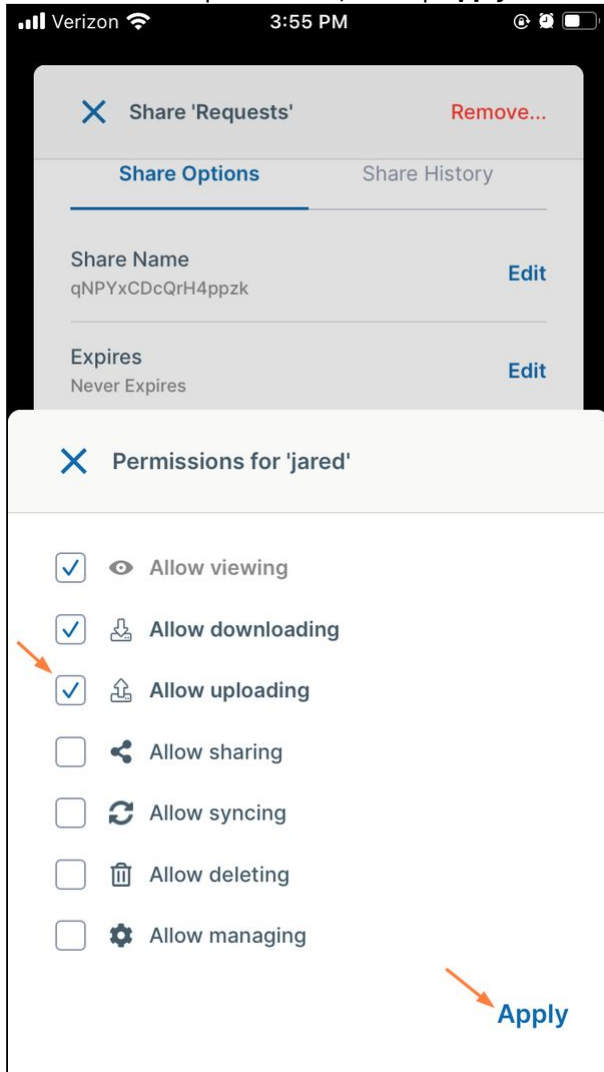 Verizon 3:55 PM
Share 'Requests' Remove...
Share Options Share History
Share Name
qNPYxCDcQrH4ppzk
Edit
Expires
Never Expires
Edit
Permissions for 'jared'
Allow viewing
Allow downloading
Allow uploading
Allow sharing
Allow syncing
Allow deleting
Allow managing
Apply